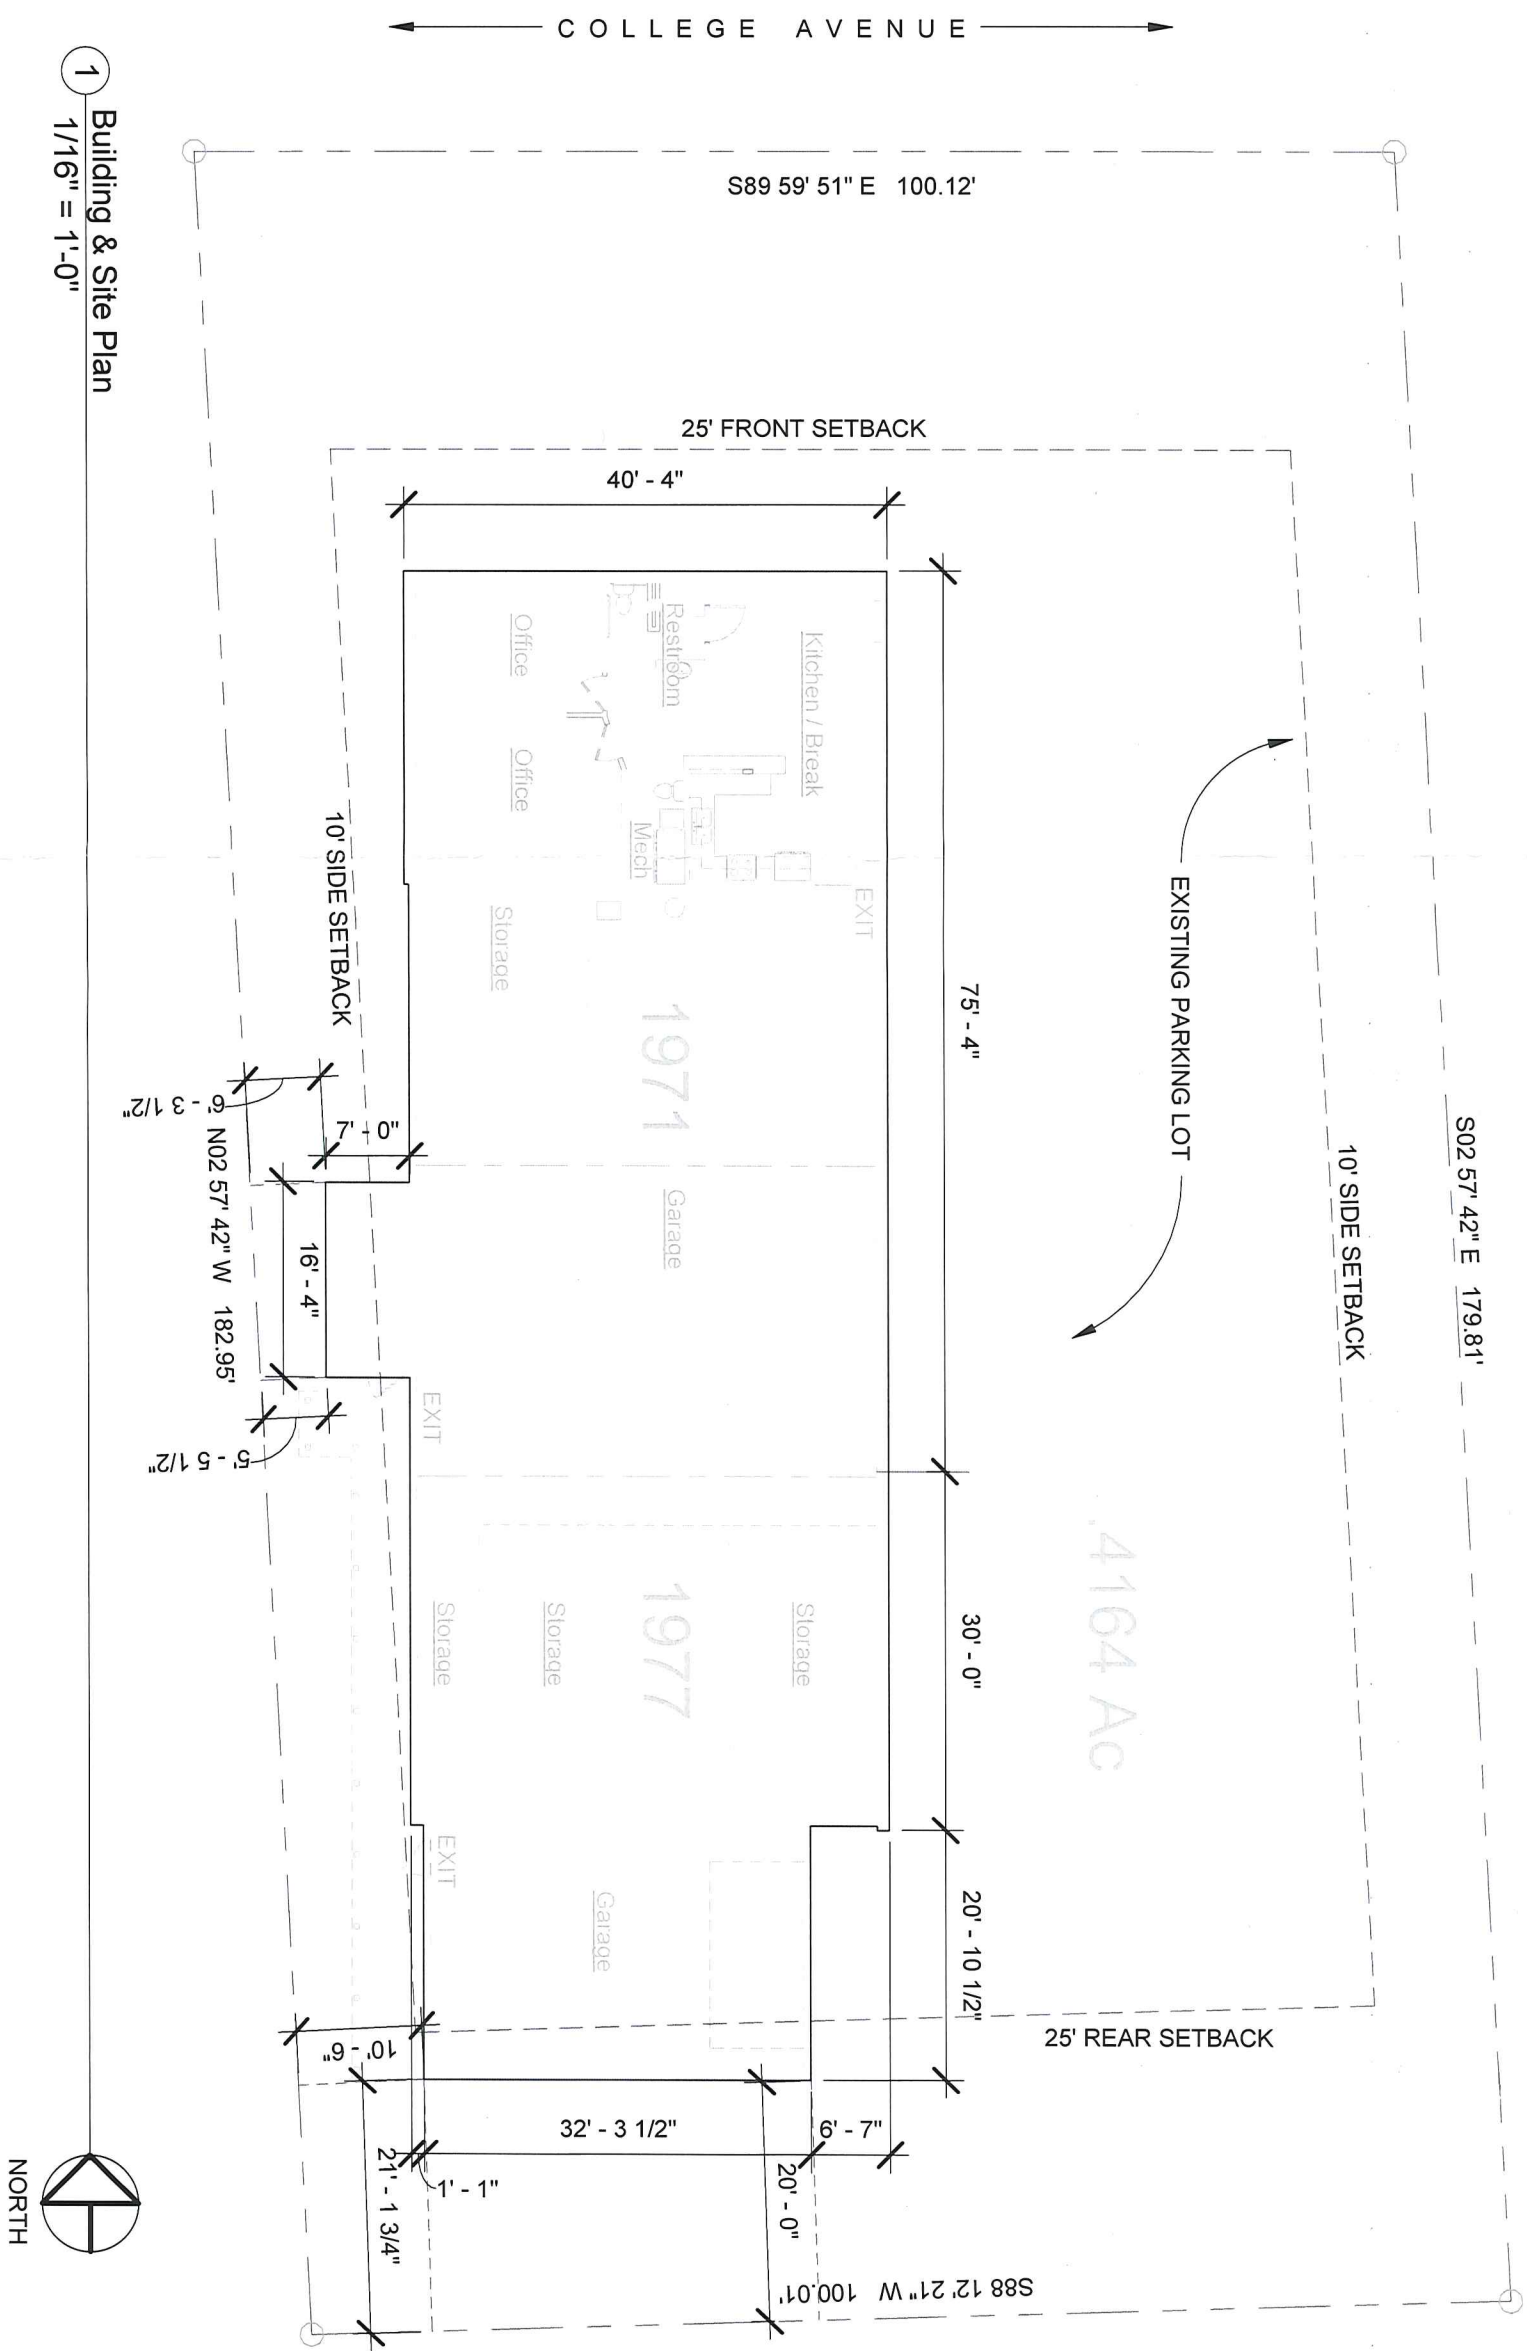 COLLEGE AVENUE
1
Building & Site Plan
1/16" = 1'-0"
S89 59' 51" E 100.12'
25' FRONT SETBACK
40' - 4"
Kitchen / Break
Restroom
Office
Office
Mech
EXIT
Storage
1971
75' - 4"
EXISTING PARKING LOT
10' SIDE SETBACK
10' SIDE SETBACK
S02 57' 42" E 179.81'
6' - 3 1/2"
7' - 0"
N02 57' 42" W 182.95'
16' - 4"
Garage
EXIT
5' - 5 1/2"
.4164 Ac
30' - 0"
Storage
1977
Storage
Storage
EXIT
Garage
20' - 10 1/2"
25' REAR SETBACK
10' - 6"
32' - 3 1/2"
6' - 7"
1' - 1"
21' - 1 3/4"
20' - 0"
S88 12' 21" W 100.01'
NORTH